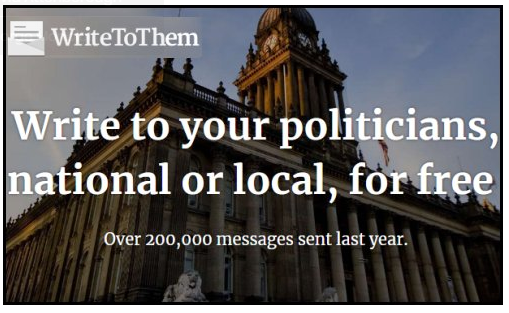 WriteToThem
Write to your politicians,
national or local, for free
Over 200,000 messages sent last year.